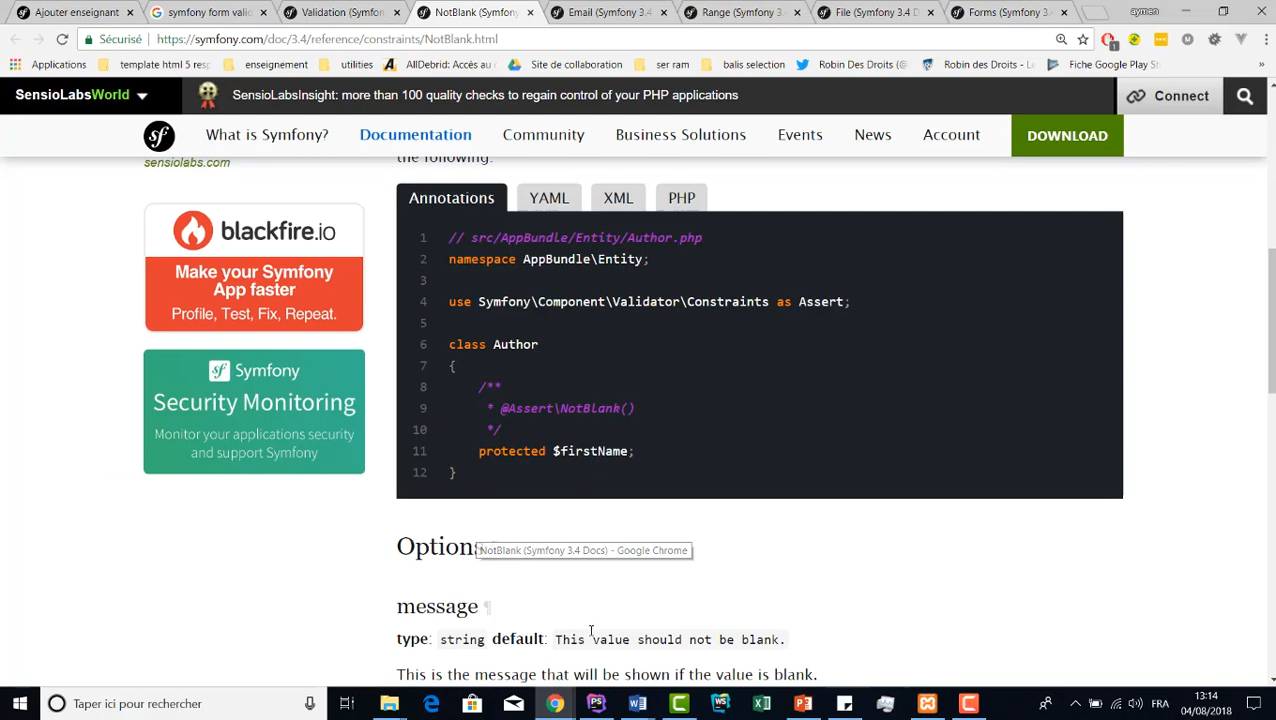 Ajouter enseignant
symfony form vali
Validation (Symfon
NotBlank (Symfony
Email (Symfony 3.4
Range (Symfony 3.4
File (Symfony 3.4 D
Forms (Symfony 3.4
aymen
Sécurisé
https://symfony.com/doc/3.4/reference/constraints/NotBlank.html
Applications
template html 5 resp
enseignement
utilities
AllDebrid: Accès au c
Site de collaboration
ser ram
balis selection
Robin Des Droits (@
Robin des Droits - Le
Fiche Google Play St
SensioLabsWorld
SensioLabsInsight: more than 100 quality checks to regain control of your PHP applications
Connect
What is Symfony?
Documentation
Community
Business Solutions
Events
News
Account
DOWNLOAD
sensiolabs.com
the following:
blackfire.io
Make your Symfony
App faster
Profile, Test, Fix, Repeat.
Symfony
Security Monitoring
Monitor your applications security
and support Symfony
Annotations
YAML
XML
PHP
1 // src/AppBundle/Entity/Author.php
2 namespace AppBundle\Entity;
3
4 use Symfony\Component\Validator\Constraints as Assert;
5
6 class Author
7 {
8 /**
9 * @Assert\NotBlank()
10 */
11 protected $firstName;
12 }
Options
NotBlank (Symfony 3.4 Docs) - Google Chrome
message ¶
type: string default: This value should not be blank.
This is the message that will be shown if the value is blank.
Taper ici pour rechercher
FRA
13:14
04/08/2018